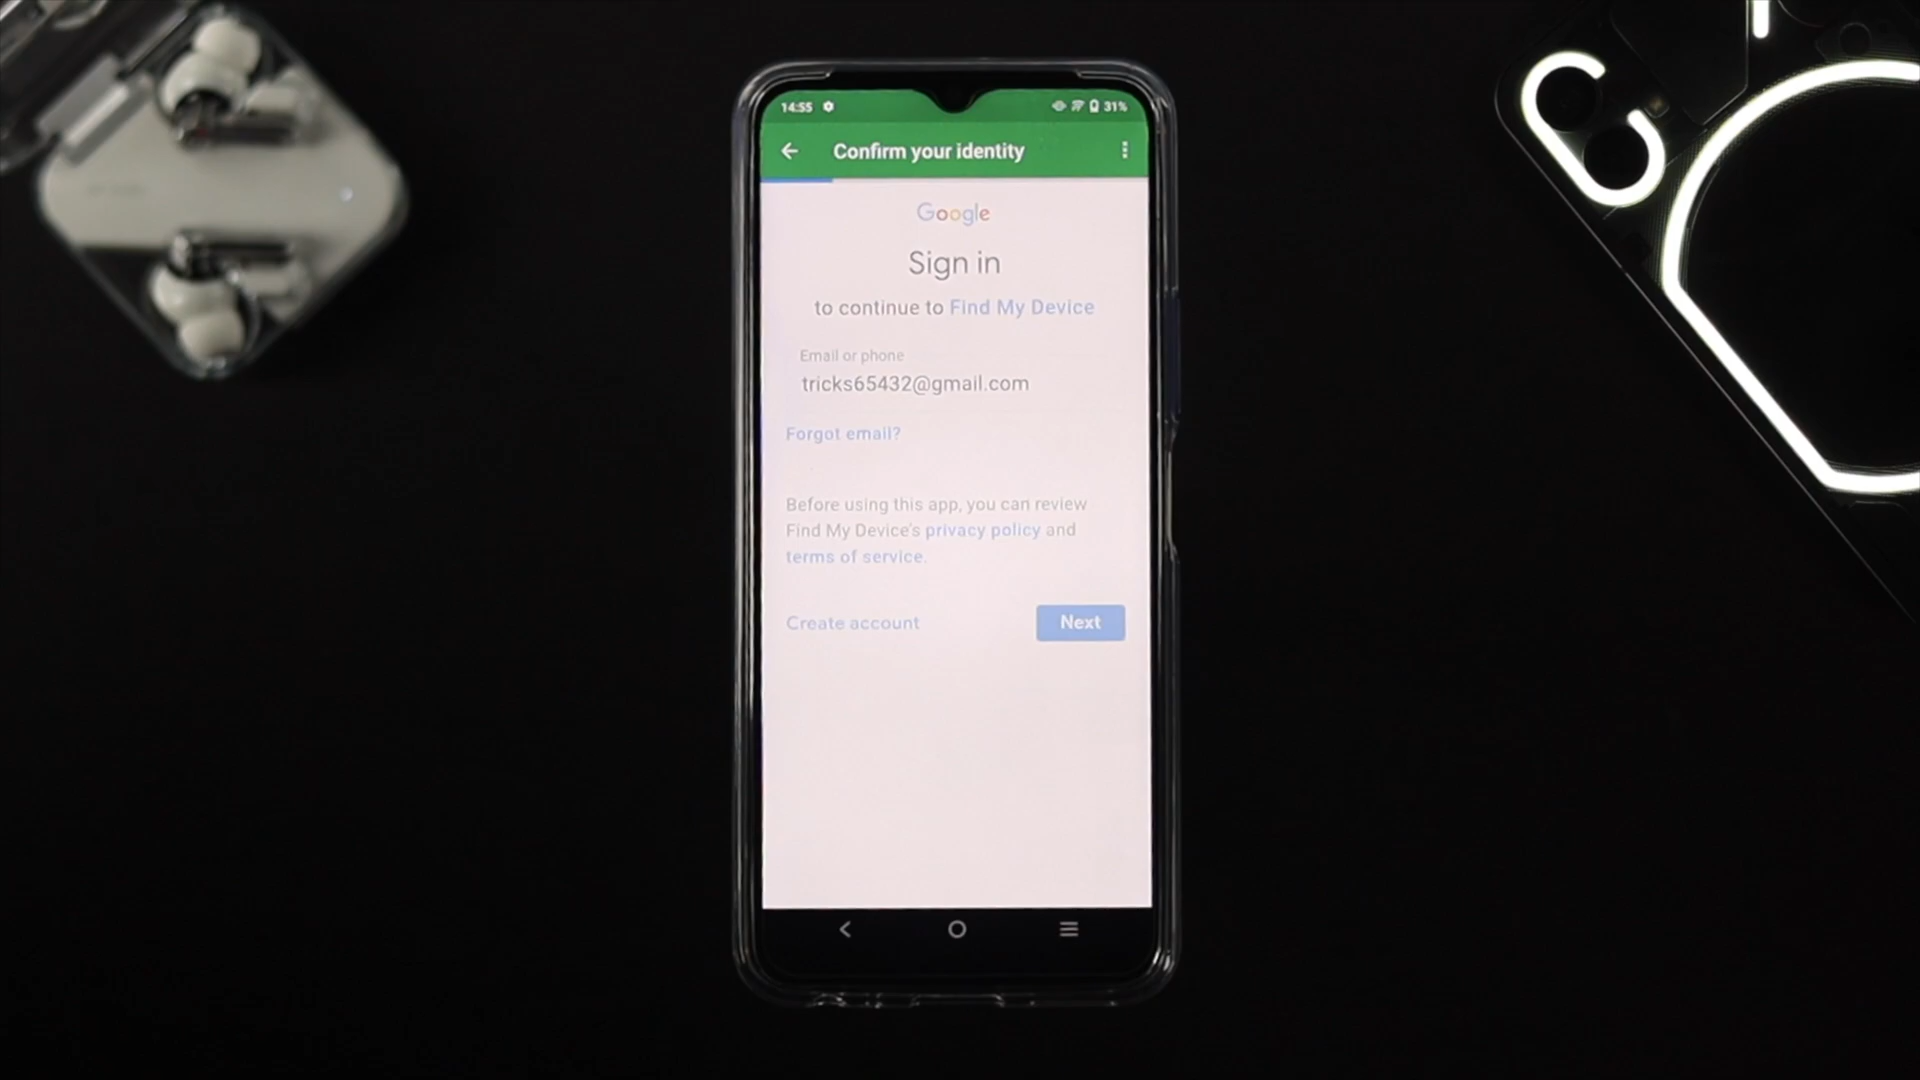 14:55
31%
Confirm your identity
Google
Sign in
to continue to Find My Device
Email or phone
tricks65432@gmail.com
Forgot email?
Before using this app, you can review
Find My Device's privacy policy and
terms of service.
Create account
Next